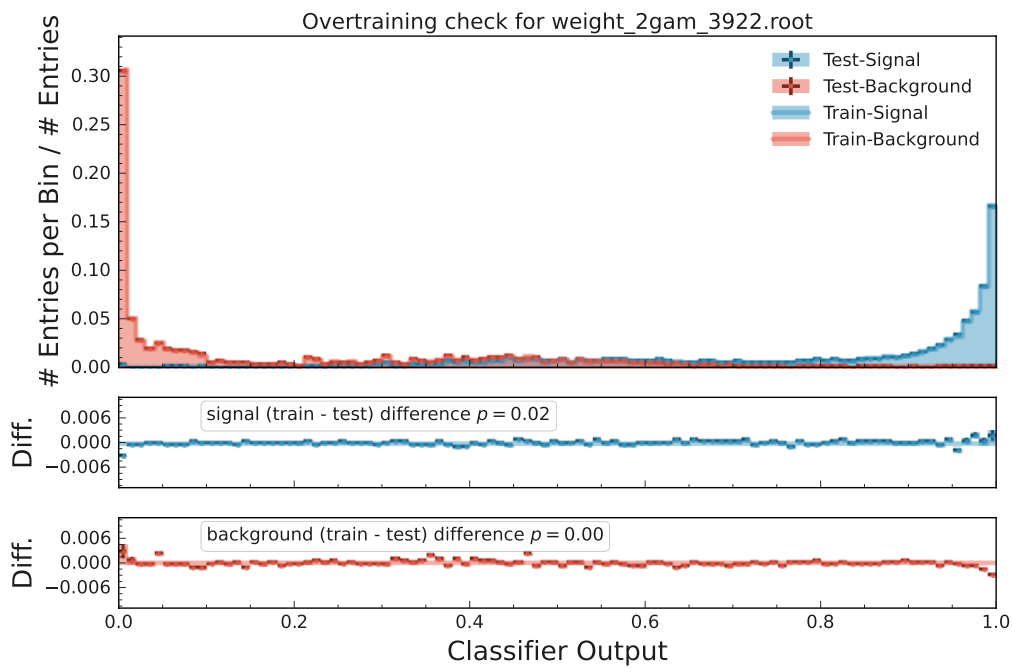 Overtraining check for weight_2gam_3922.root
# Entries per Bin / # Entries
0.30
0.25
0.20
0.15
0.10
0.05
0.00
Test-Signal
Test-Background
Train-Signal
Train-Background
Diff.
0.006
0.000
−0.006
signal (train - test) difference p = 0.02
Diff.
0.006
0.000
−0.006
background (train - test) difference p = 0.00
0.0 0.2 0.4 0.6 0.8 1.0
Classifier Output